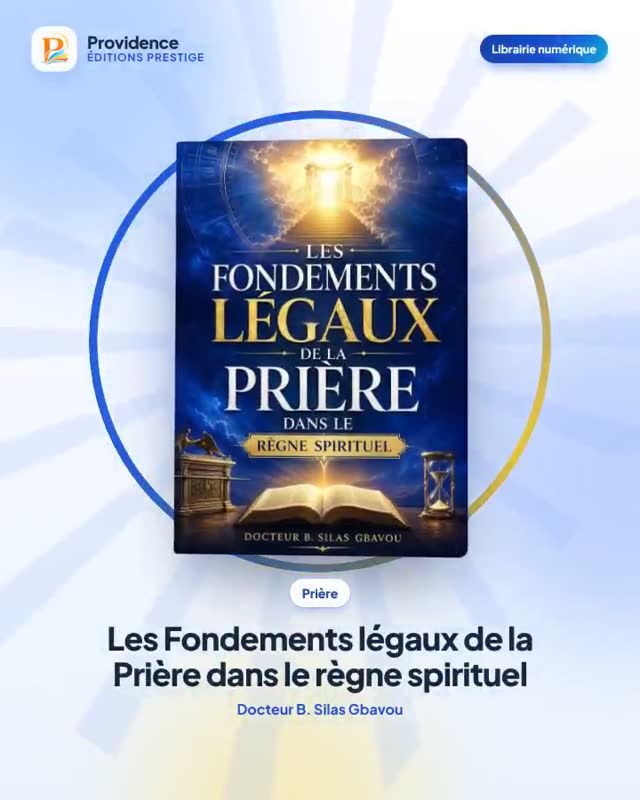 Providence
ÉDITIONS PRESTIGE
Librairie numérique
LES
FONDEMENTS
LÉGAUX
DE LA
PRIÈRE
DANS LE
RÈGNE SPIRITUEL
DOCTEUR B. SILAS GBAVOU
Prière
Les Fondements légaux de la
Prière dans le règne spirituel
Docteur B. Silas Gbavou